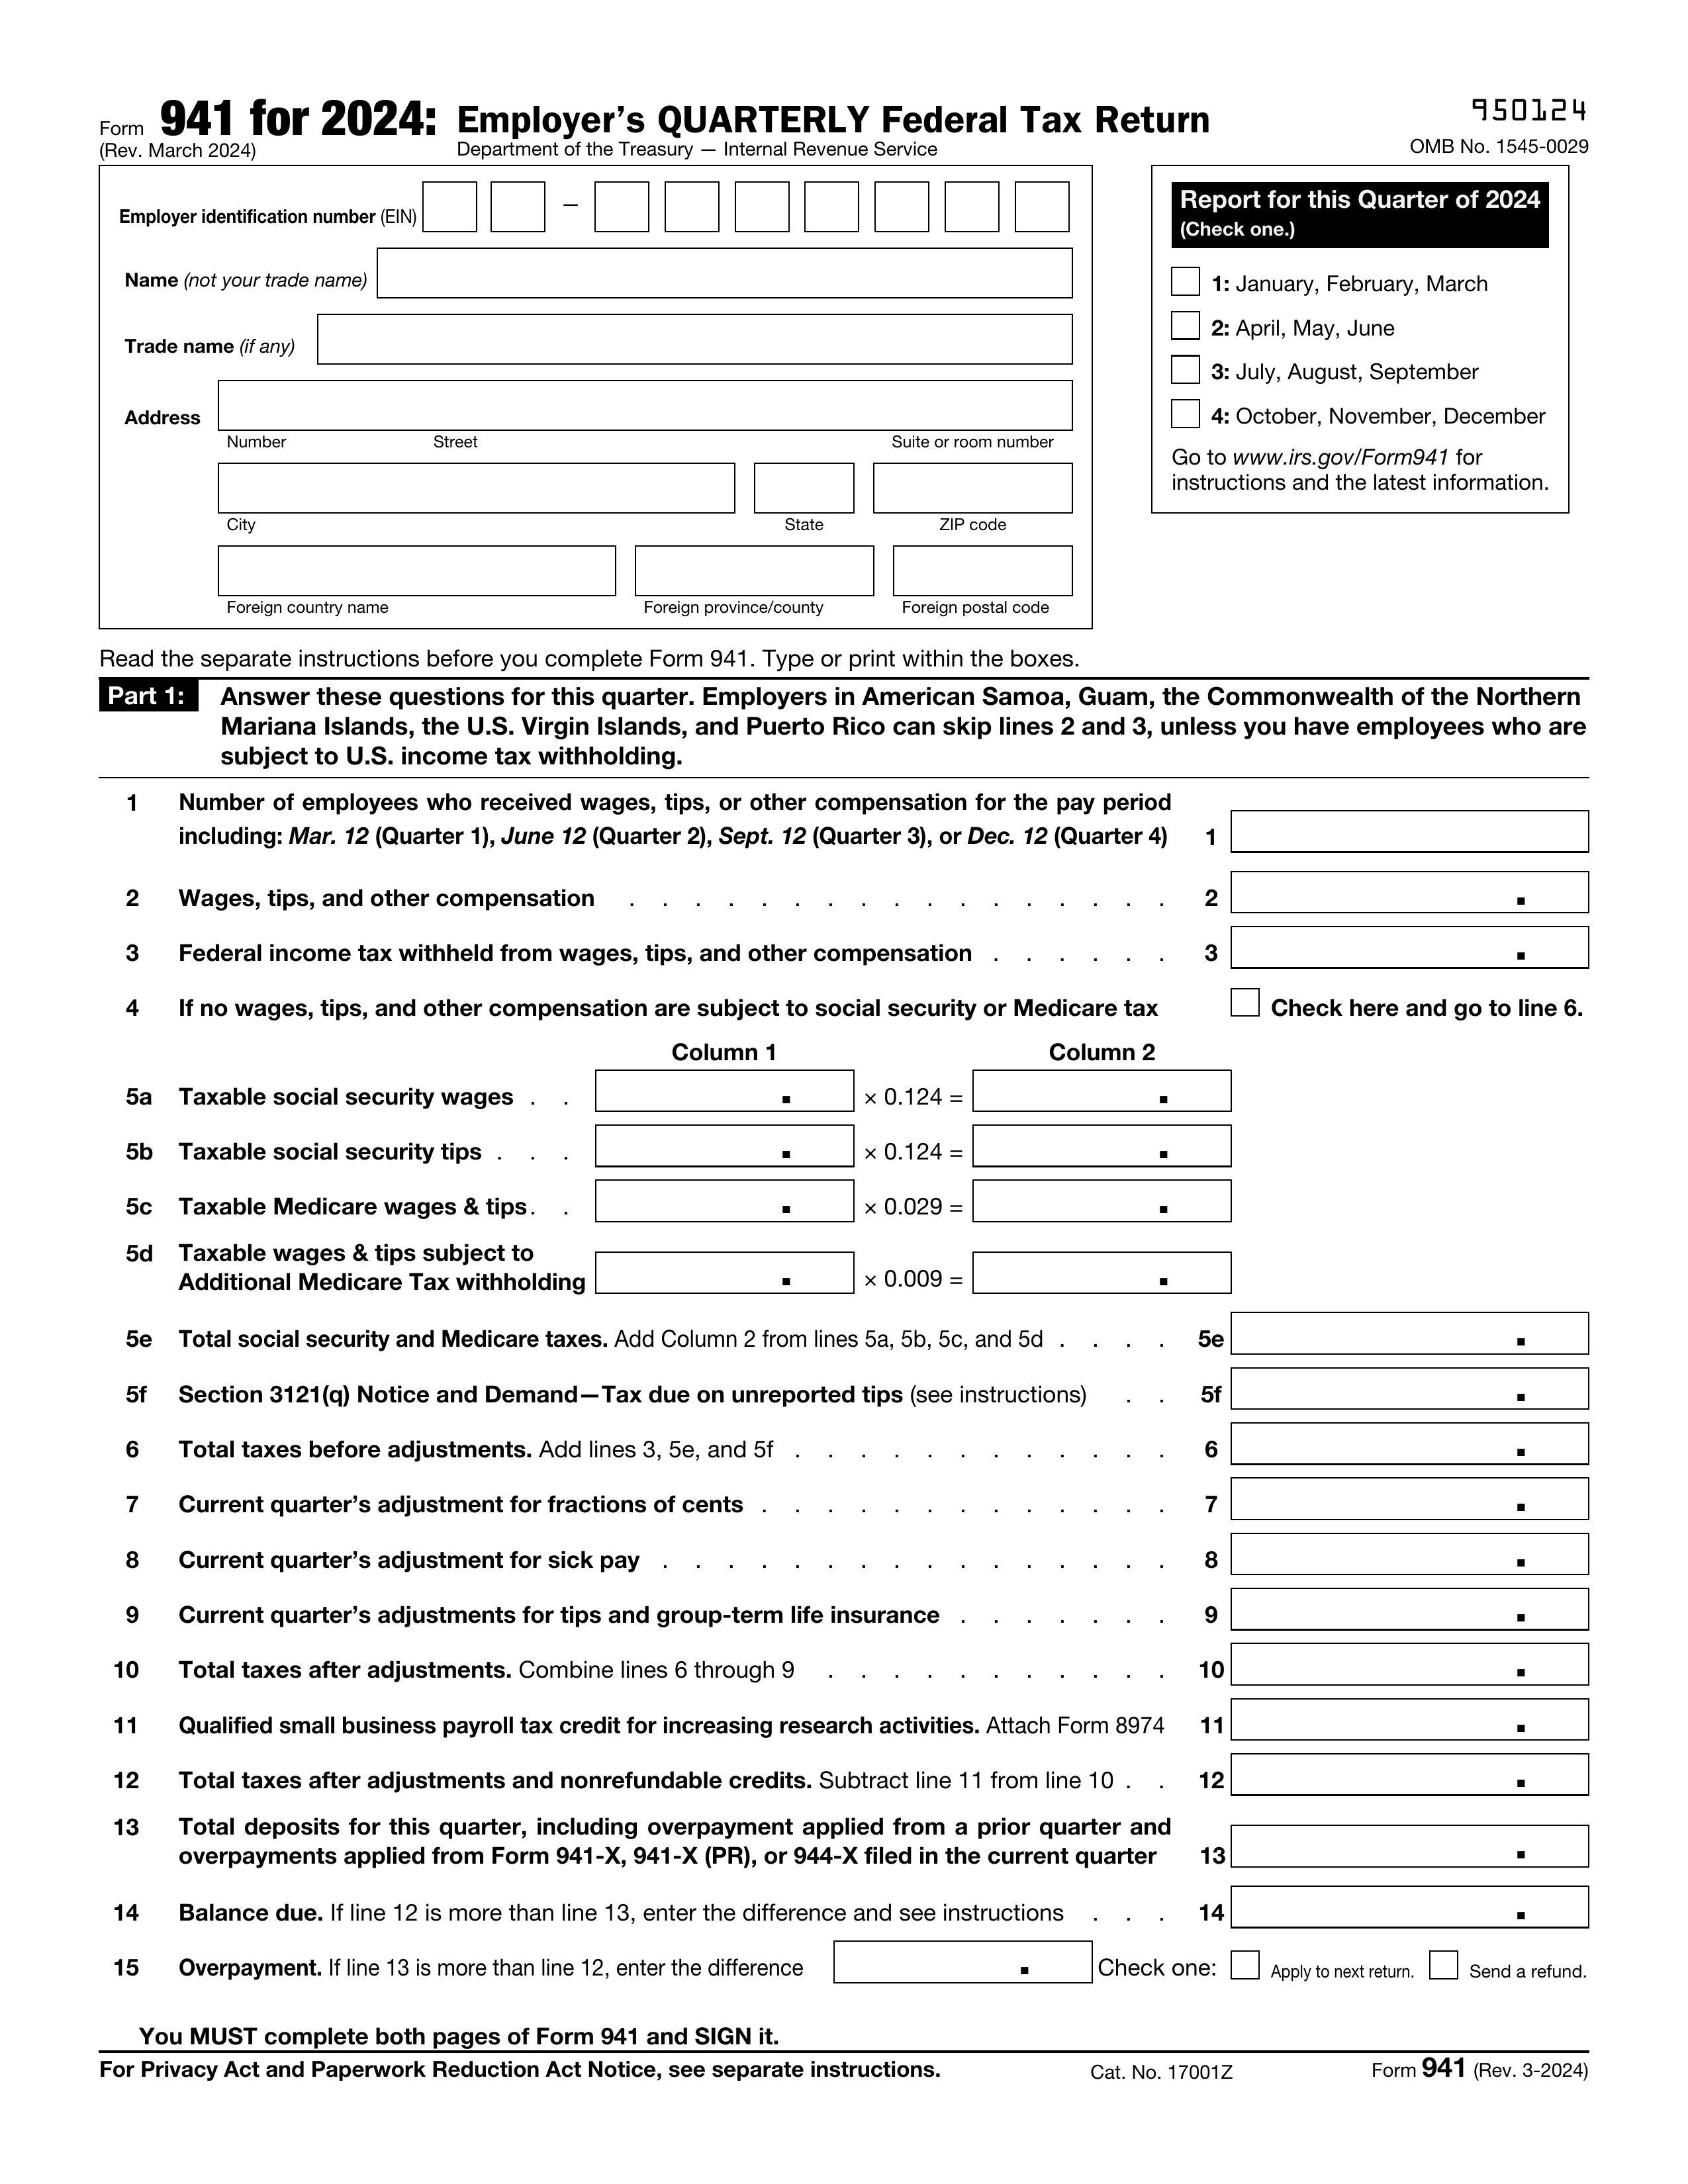 Form 941 for 2024: Employer’s QUARTERLY Federal Tax Return
950124
(Rev. March 2024)
Department of the Treasury — Internal Revenue Service
OMB No. 1545-0029
Employer identification number (EIN)
–
Name (not your trade name)
Trade name (if any)
Address
Number Street Suite or room number
City State ZIP code
Foreign country name Foreign province/county Foreign postal code
Report for this Quarter of 2024
(Check one.)
1: January, February, March
2: April, May, June
3: July, August, September
4: October, November, December
Go to www.irs.gov/Form941 for
instructions and the latest information.
Read the separate instructions before you complete Form 941. Type or print within the boxes.
Part 1: Answer these questions for this quarter. Employers in American Samoa, Guam, the Commonwealth of the Northern
Mariana Islands, the U.S. Virgin Islands, and Puerto Rico can skip lines 2 and 3, unless you have employees who are
subject to U.S. income tax withholding.
1 Number of employees who received wages, tips, or other compensation for the pay period
including: Mar. 12 (Quarter 1), June 12 (Quarter 2), Sept. 12 (Quarter 3), or Dec. 12 (Quarter 4) 1
2 Wages, tips, and other compensation . . . . . . . . . . . . . . . . . 2 .
3 Federal income tax withheld from wages, tips, and other compensation . . . . . . 3 .
4 If no wages, tips, and other compensation are subject to social security or Medicare tax Check here and go to line 6.
Column 1 Column 2
5a Taxable social security wages . . . × 0.124 = .
5b Taxable social security tips . . . . × 0.124 = .
5c Taxable Medicare wages & tips . . . × 0.029 = .
5d Taxable wages & tips subject to
Additional Medicare Tax withholding . × 0.009 = .
5e Total social security and Medicare taxes. Add Column 2 from lines 5a, 5b, 5c, and 5d . . . . 5e .
5f Section 3121(q) Notice and Demand—Tax due on unreported tips (see instructions) . . 5f .
6 Total taxes before adjustments. Add lines 3, 5e, and 5f . . . . . . . . . . . . 6 .
7 Current quarter’s adjustment for fractions of cents . . . . . . . . . . . . . 7 .
8 Current quarter’s adjustment for sick pay . . . . . . . . . . . . . . . . 8 .
9 Current quarter’s adjustments for tips and group-term life insurance . . . . . . . 9 .
10 Total taxes after adjustments. Combine lines 6 through 9 . . . . . . . . . . . 10 .
11 Qualified small business payroll tax credit for increasing research activities. Attach Form 8974 11 .
12 Total taxes after adjustments and nonrefundable credits. Subtract line 11 from line 10 . . 12 .
13 Total deposits for this quarter, including overpayment applied from a prior quarter and
overpayments applied from Form 941-X, 941-X (PR), or 944-X filed in the current quarter 13 .
14 Balance due. If line 12 is more than line 13, enter the difference and see instructions . . . 14 .
15 Overpayment. If line 13 is more than line 12, enter the difference . Check one: Apply to next return. Send a refund.
You MUST complete both pages of Form 941 and SIGN it.
For Privacy Act and Paperwork Reduction Act Notice, see separate instructions. Cat. No. 17001Z Form 941 (Rev. 3-2024)